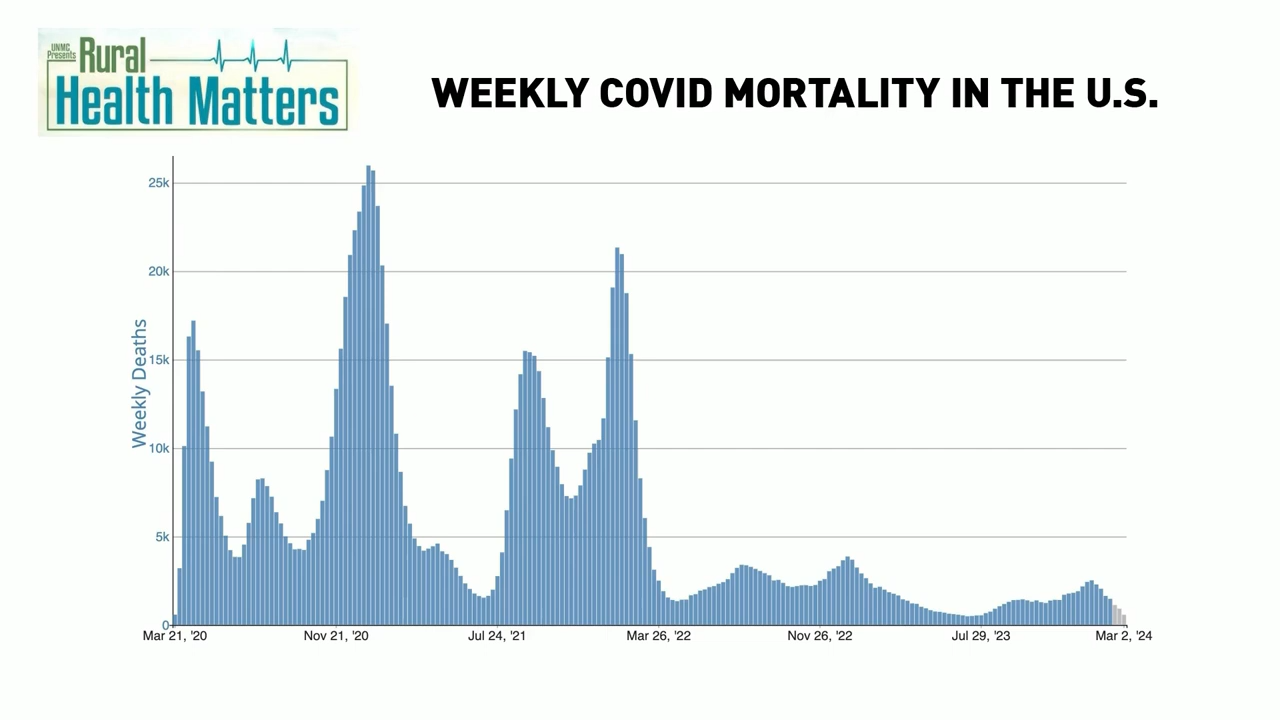 UNMC
Presents
Rural
Health Matters
WEEKLY COVID MORTALITY IN THE U.S.
Weekly Deaths
25k
20k
15k
10k
5k
0
Mar 21, '20
Nov 21, '20
Jul 24, '21
Mar 26, '22
Nov 26, '22
Jul 29, '23
Mar 2, '24